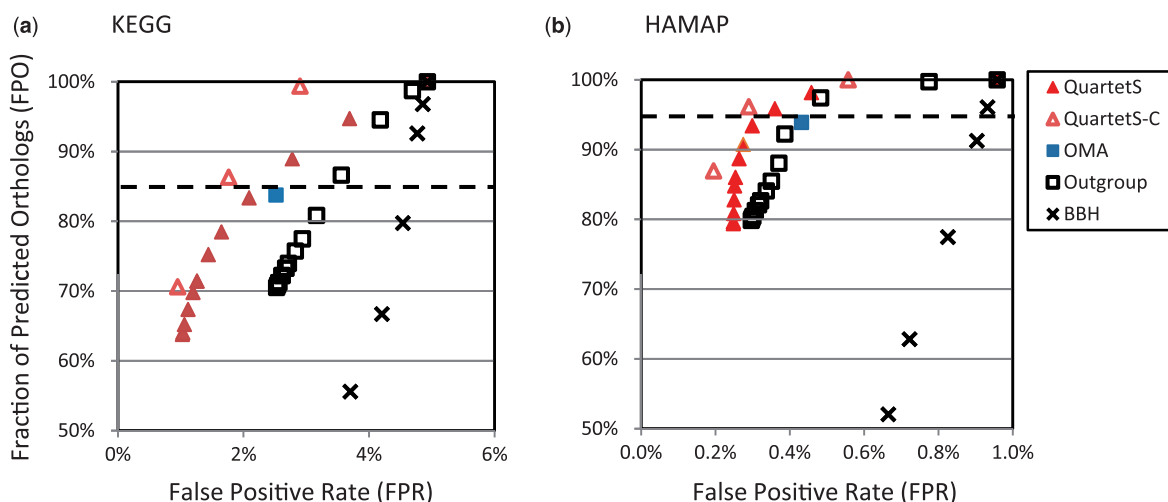 (a) KEGG
(b) HAMAP
Fraction of Predicted Orthologs (FPO)
100%
90%
80%
70%
60%
50%
0% 2% 4% 6%
False Positive Rate (FPR)
100%
90%
80%
70%
60%
50%
0.0% 0.2% 0.4% 0.6% 0.8% 1.0%
False Positive Rate (FPR)
QuartetS
QuartetS-C
OMA
Outgroup
BBH